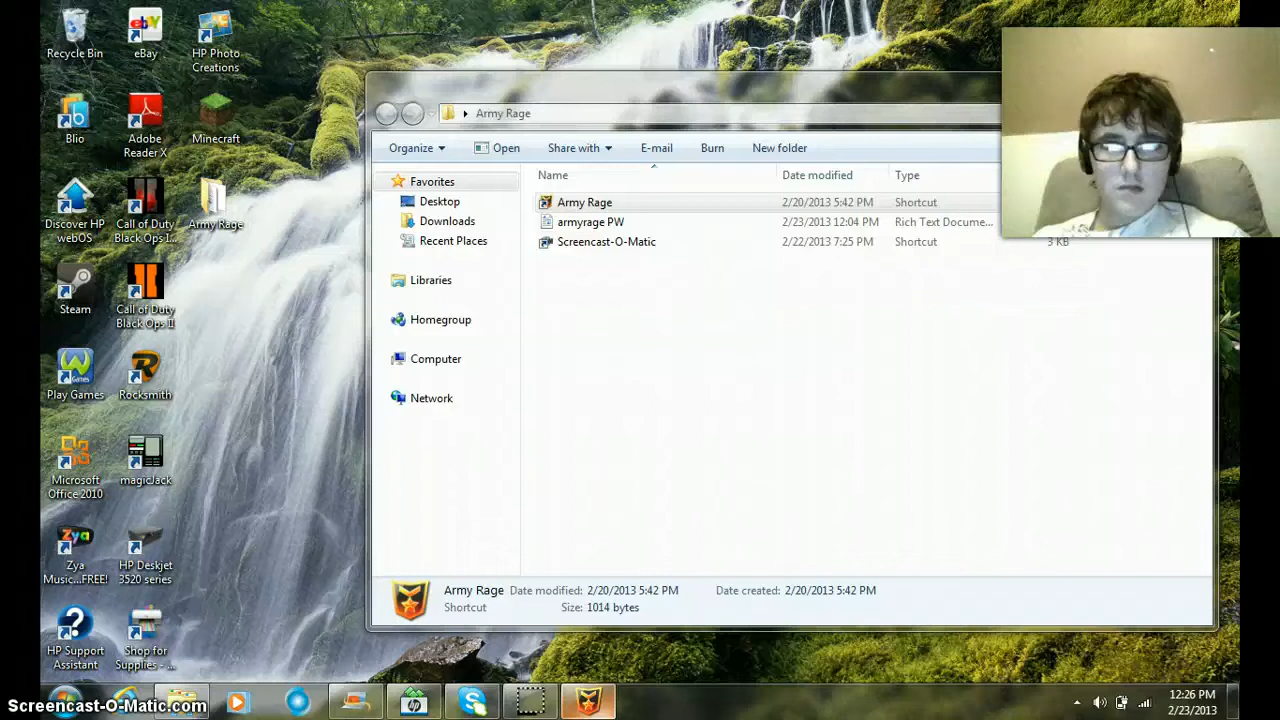 Recycle Bin
eBay
HP Photo
Creations
Blio
Adobe
Reader X
Minecraft
Discover HP
webOS
Call of Duty
Black Ops I...
Army Rage
Steam
Call of Duty
Black Ops II
Play Games
Rocksmith
Microsoft
Office 2010
magicJack
Zya
Music...FREE!
HP Deskjet
3520 series
HP Support
Assistant
Shop for
Supplies - ...
Army Rage
Organize
Open
Share with
E-mail
Burn
New folder
Favorites
Desktop
Downloads
Recent Places
Libraries
Homegroup
Computer
Network
Name Date modified Type
Army Rage 2/20/2013 5:42 PM Shortcut
armyrage PW 2/23/2013 12:04 PM Rich Text Docume...
Screencast-O-Matic 2/22/2013 7:25 PM Shortcut 3 KB
Army Rage Date modified: 2/20/2013 5:42 PM Date created: 2/20/2013 5:42 PM
Shortcut Size: 1014 bytes
Screencast-O-Matic.com
12:26 PM
2/23/2013